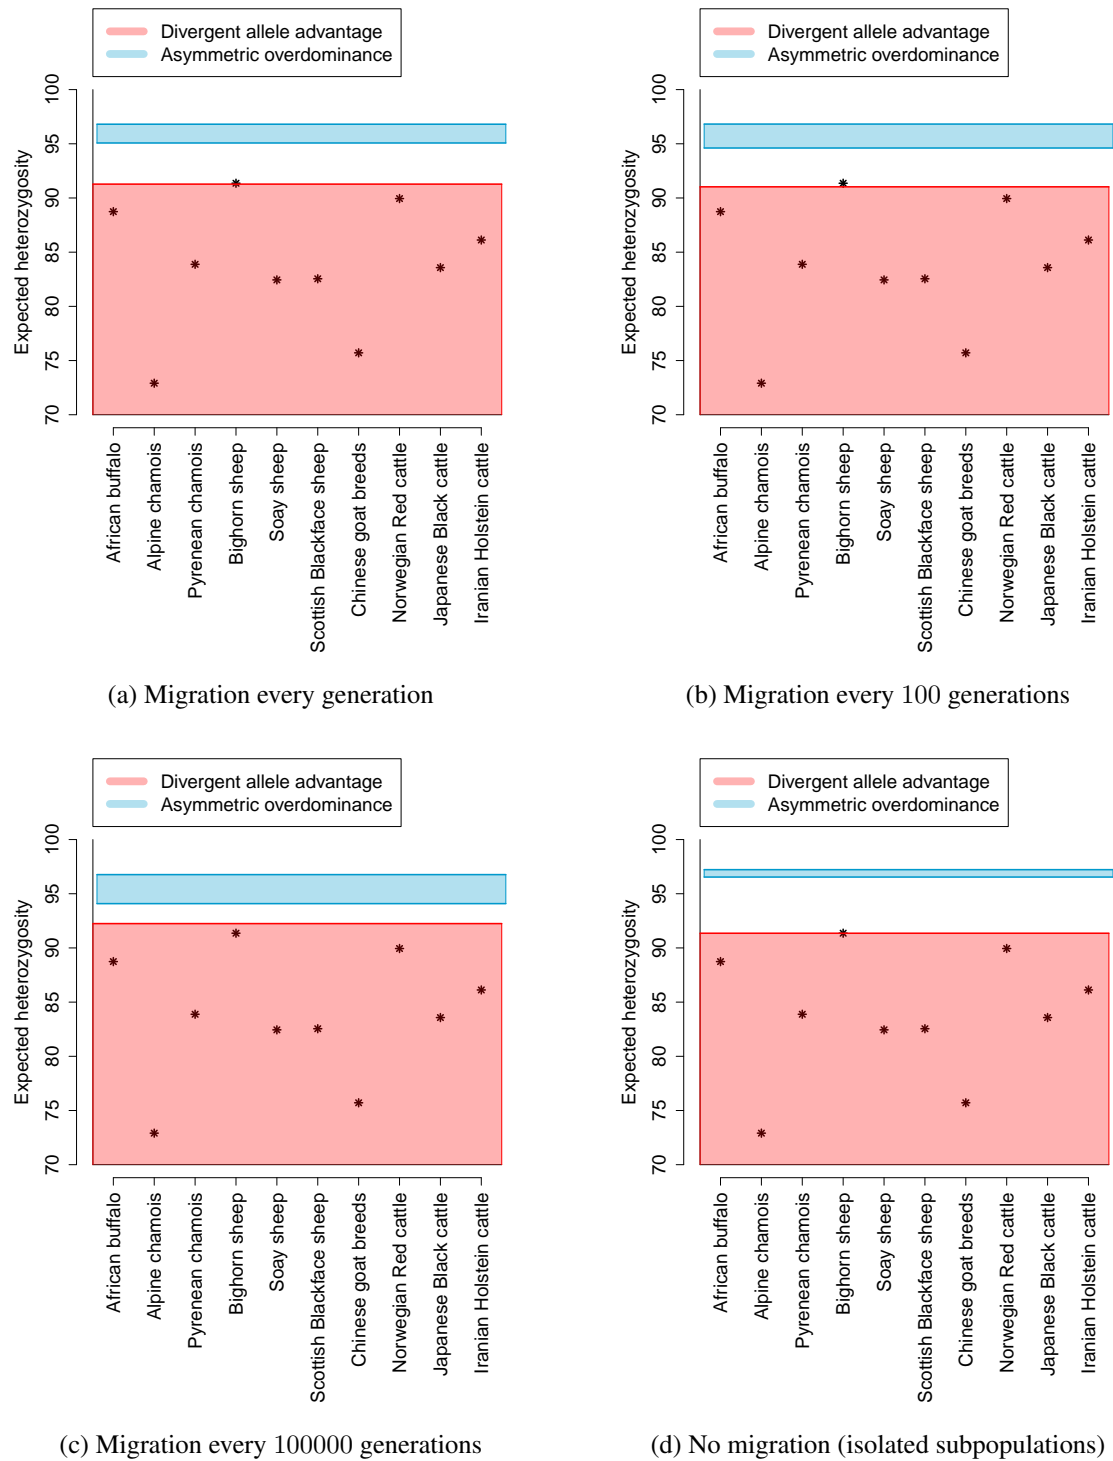 Divergent allele advantage
Asymmetric overdominance
Expected heterozygosity
70
75
80
85
90
95
100
African buffalo
Alpine chamois
Pyrenean chamois
Bighorn sheep
Soay sheep
Scottish Blackface sheep
Chinese goat breeds
Norwegian Red cattle
Japanese Black cattle
Iranian Holstein cattle
(a) Migration every generation
Divergent allele advantage
Asymmetric overdominance
Expected heterozygosity
70
75
80
85
90
95
100
African buffalo
Alpine chamois
Pyrenean chamois
Bighorn sheep
Soay sheep
Scottish Blackface sheep
Chinese goat breeds
Norwegian Red cattle
Japanese Black cattle
Iranian Holstein cattle
(b) Migration every 100 generations
Divergent allele advantage
Asymmetric overdominance
Expected heterozygosity
70
75
80
85
90
95
100
African buffalo
Alpine chamois
Pyrenean chamois
Bighorn sheep
Soay sheep
Scottish Blackface sheep
Chinese goat breeds
Norwegian Red cattle
Japanese Black cattle
Iranian Holstein cattle
(c) Migration every 100000 generations
Divergent allele advantage
Asymmetric overdominance
Expected heterozygosity
70
75
80
85
90
95
100
African buffalo
Alpine chamois
Pyrenean chamois
Bighorn sheep
Soay sheep
Scottish Blackface sheep
Chinese goat breeds
Norwegian Red cattle
Japanese Black cattle
Iranian Holstein cattle
(d) No migration (isolated subpopulations)